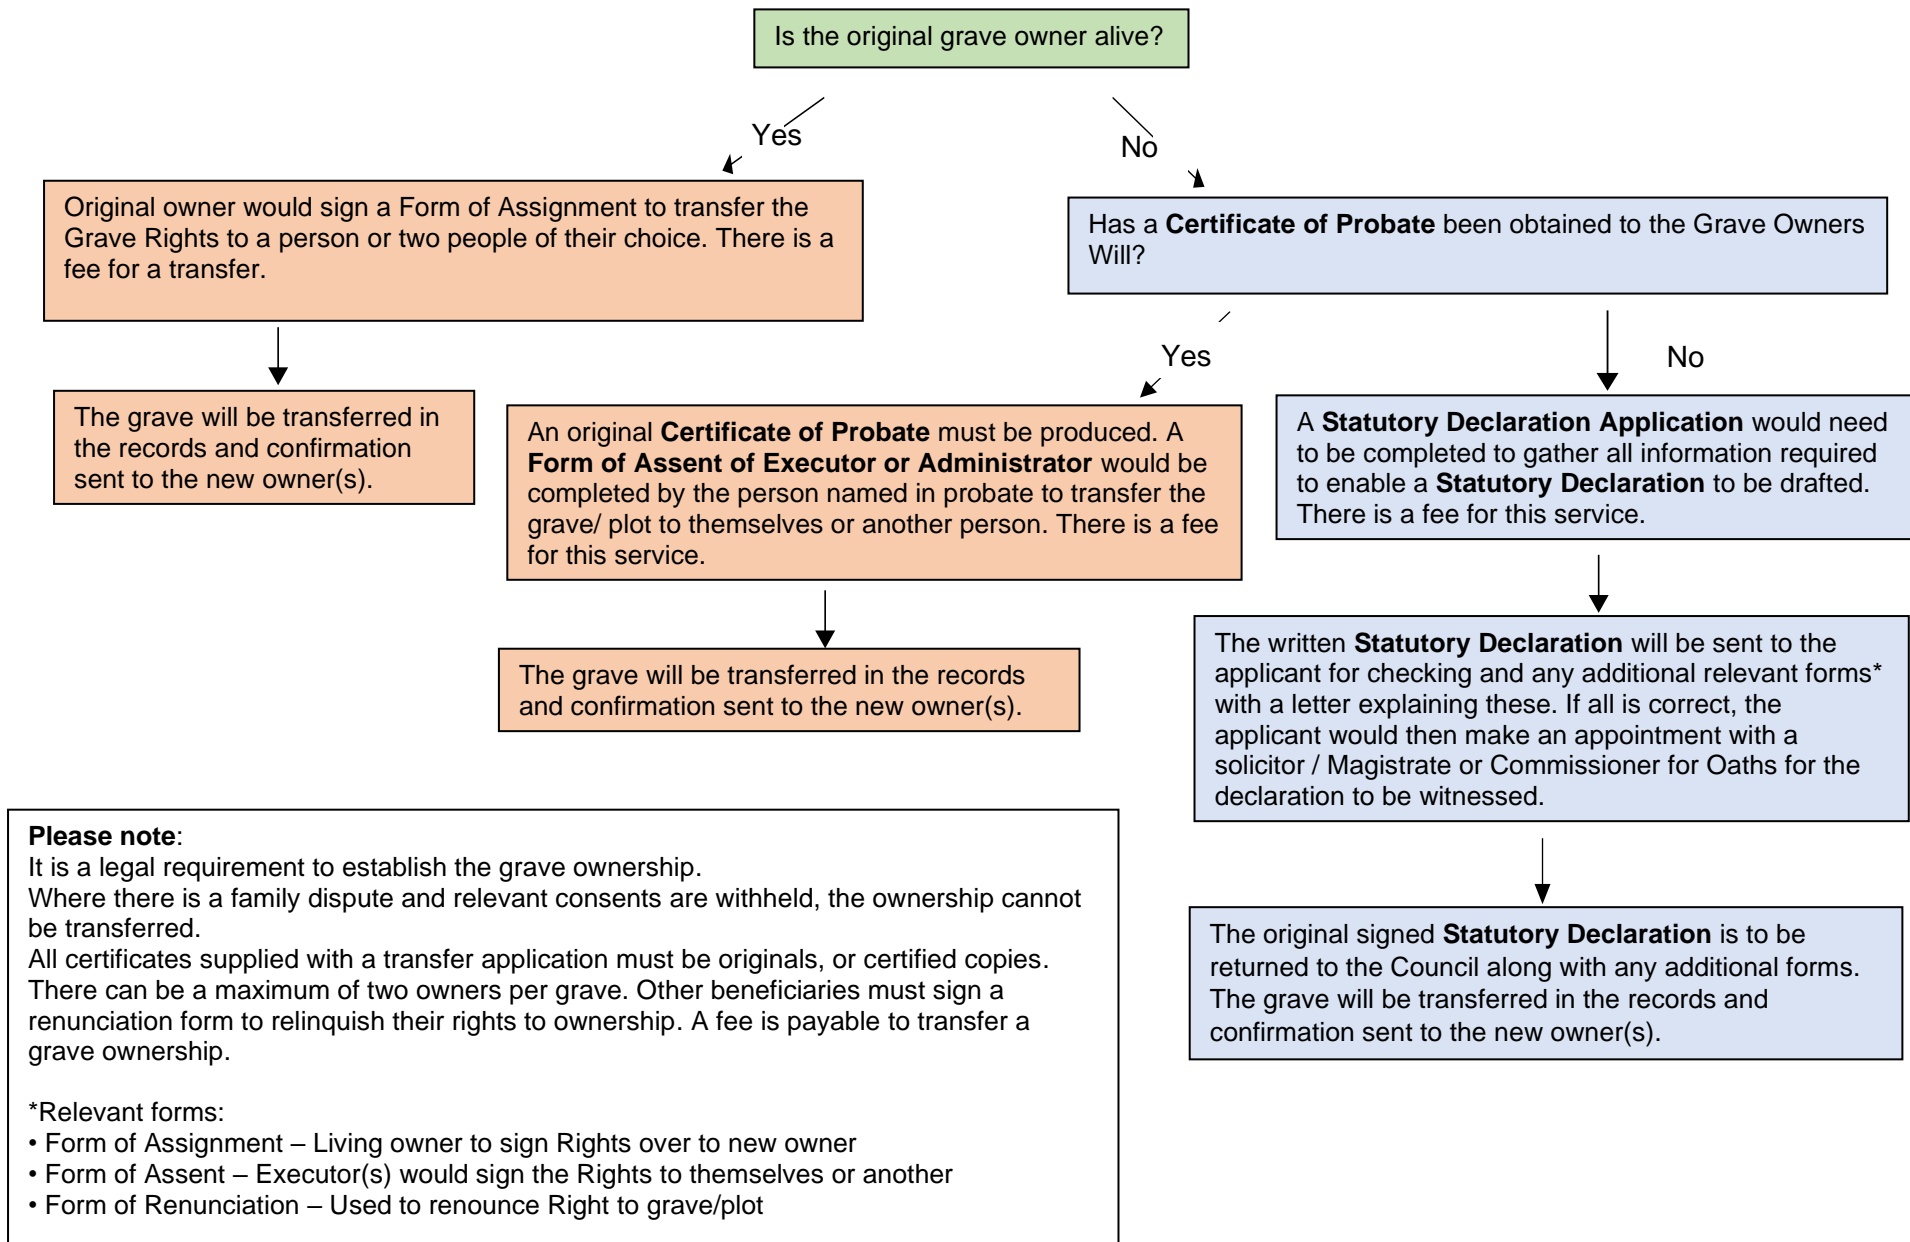 Is the original grave owner alive?
Yes
No
Original owner would sign a Form of Assignment to transfer the
Grave Rights to a person or two people of their choice. There is a
fee for a transfer.
Has a Certificate of Probate been obtained to the Grave Owners
Will?
The grave will be transferred in
the records and confirmation
sent to the new owner(s).
Yes
No
An original Certificate of Probate must be produced. A
Form of Assent of Executor or Administrator would be
completed by the person named in probate to transfer the
grave/ plot to themselves or another person. There is a fee
for this service.
A Statutory Declaration Application would need
to be completed to gather all information required
to enable a Statutory Declaration to be drafted.
There is a fee for this service.
The grave will be transferred in the records
and confirmation sent to the new owner(s).
The written Statutory Declaration will be sent to the
applicant for checking and any additional relevant forms*
with a letter explaining these. If all is correct, the
applicant would then make an appointment with a
solicitor / Magistrate or Commissioner for Oaths for the
declaration to be witnessed.
The original signed Statutory Declaration is to be
returned to the Council along with any additional forms.
The grave will be transferred in the records and
confirmation sent to the new owner(s).
Please note:
It is a legal requirement to establish the grave ownership.
Where there is a family dispute and relevant consents are withheld, the ownership cannot
be transferred.
All certificates supplied with a transfer application must be originals, or certified copies.
There can be a maximum of two owners per grave. Other beneficiaries must sign a
renunciation form to relinquish their rights to ownership. A fee is payable to transfer a
grave ownership.
*Relevant forms:
• Form of Assignment – Living owner to sign Rights over to new owner
• Form of Assent – Executor(s) would sign the Rights to themselves or another
• Form of Renunciation – Used to renounce Right to grave/plot